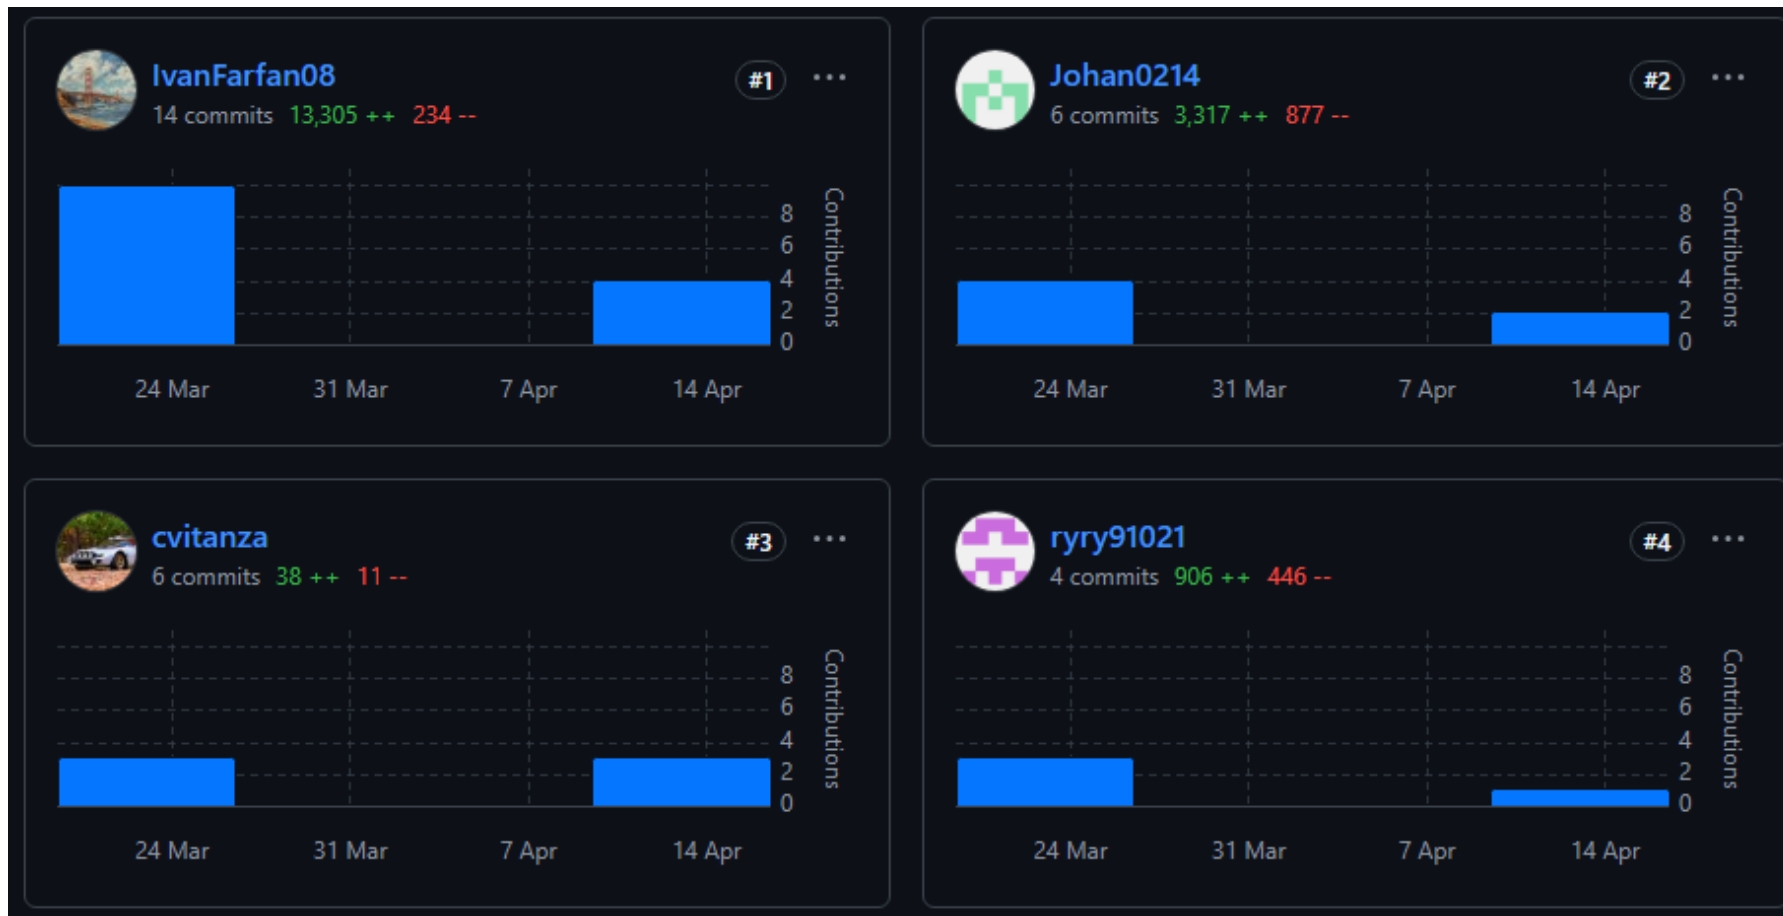 IvanFarfan08
#1
14 commits 13,305 ++ 234 --
8
6
4
2
0
Contributions
24 Mar 31 Mar 7 Apr 14 Apr
Johan0214
#2
6 commits 3,317 ++ 877 --
8
6
4
2
0
Contributions
24 Mar 31 Mar 7 Apr 14 Apr
cvitanza
#3
6 commits 38 ++ 11 --
8
6
4
2
0
Contributions
24 Mar 31 Mar 7 Apr 14 Apr
ryry91021
#4
4 commits 906 ++ 446 --
8
6
4
2
0
Contributions
24 Mar 31 Mar 7 Apr 14 Apr